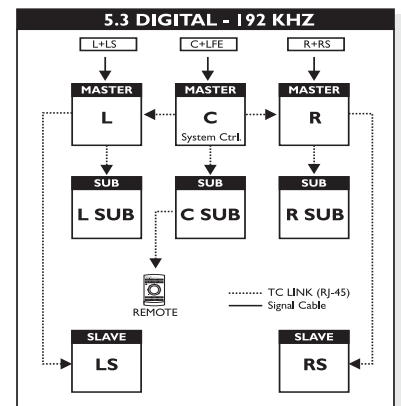 5.3 DIGITAL - 192 KHZ
L+LS C+LFE R+RS
MASTER MASTER MASTER
L C R
System Ctrl.
SUB SUB SUB
L SUB C SUB R SUB
TC LINK (RJ-45)
Signal Cable
REMOTE
SLAVE SLAVE
LS RS